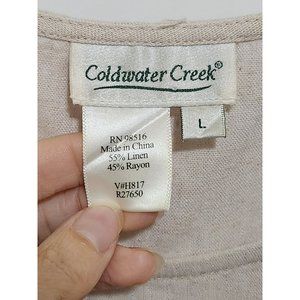 Coldwater Creek®
L
RN 98516
Made in China
55% Linen
45% Rayon
V#H817
R27650